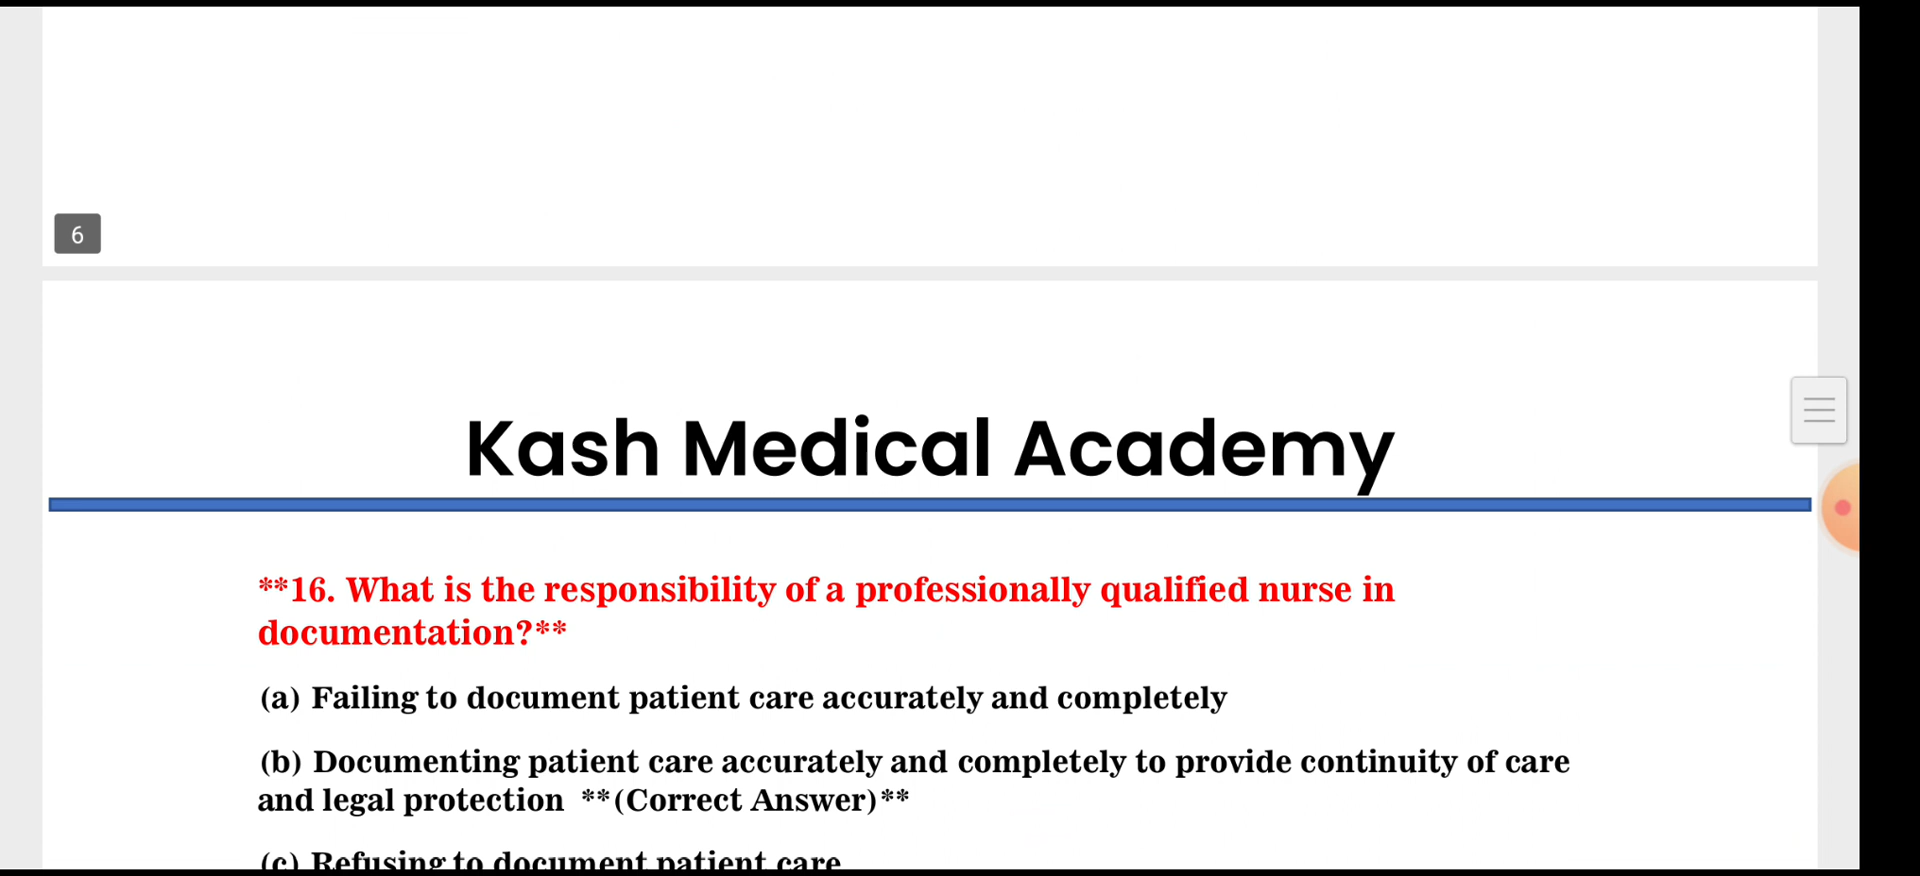 6
Kash Medical Academy
**16. What is the responsibility of a professionally qualified nurse in
documentation?**
(a) Failing to document patient care accurately and completely
(b) Documenting patient care accurately and completely to provide continuity of care
and legal protection  **(Correct Answer)**
(c) Refusing to document patient care